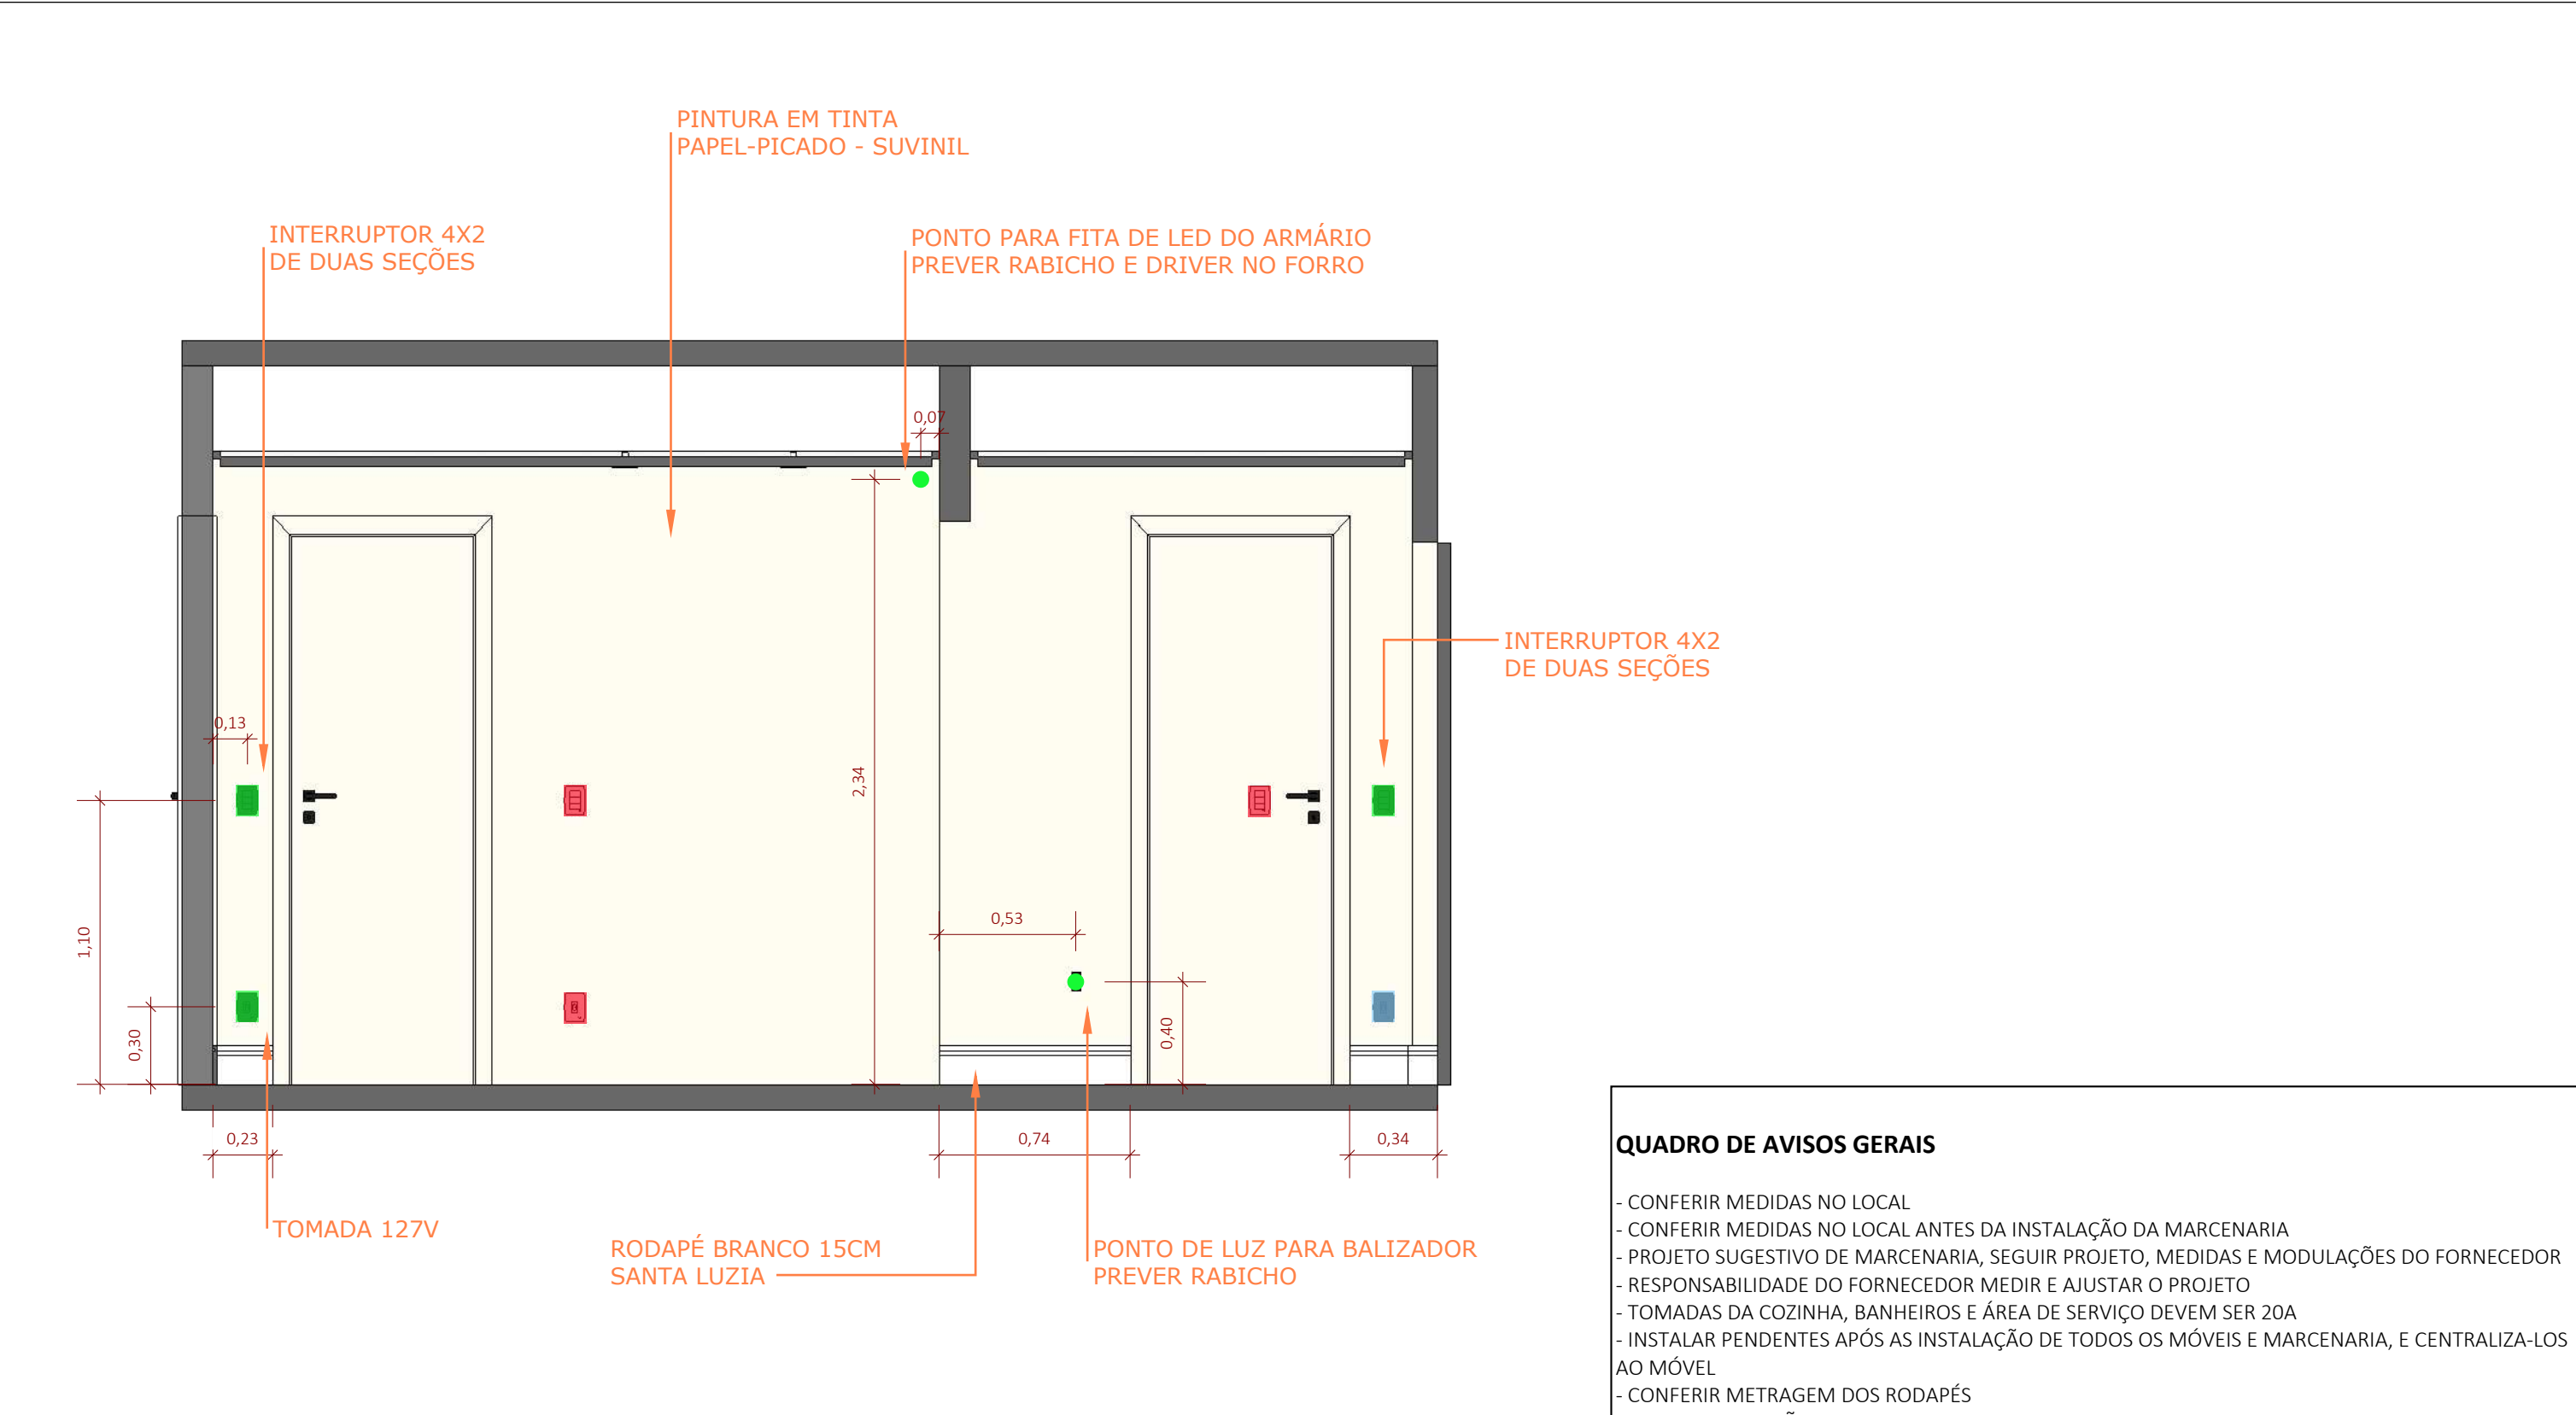 PINTURA EM TINTA
PAPEL-PICADO - SUVINIL
INTERRUPTOR 4X2
DE DUAS SEÇÕES
PONTO PARA FITA DE LED DO ARMÁRIO
PREVER RABICHO E DRIVER NO FORRO
0,07
INTERRUPTOR 4X2
DE DUAS SEÇÕES
0,13
2,34
0,53
1,10
0,30
0,40
0,23
0,74
0,34
TOMADA 127V
RODAPÉ BRANCO 15CM
SANTA LUZIA
PONTO DE LUZ PARA BALIZADOR
PREVER RABICHO
QUADRO DE AVISOS GERAIS
- CONFERIR MEDIDAS NO LOCAL
- CONFERIR MEDIDAS NO LOCAL ANTES DA INSTALAÇÃO DA MARCENARIA
- PROJETO SUGESTIVO DE MARCENARIA, SEGUIR PROJETO, MEDIDAS E MODULAÇÕES DO FORNECEDOR
- RESPONSABILIDADE DO FORNECEDOR MEDIR E AJUSTAR O PROJETO
- TOMADAS DA COZINHA, BANHEIROS E ÁREA DE SERVIÇO DEVEM SER 20A
- INSTALAR PENDENTES APÓS AS INSTALAÇÃO DE TODOS OS MÓVEIS E MARCENARIA, E CENTRALIZA-LOS
AO MÓVEL
- CONFERIR METRAGEM DOS RODAPÉS